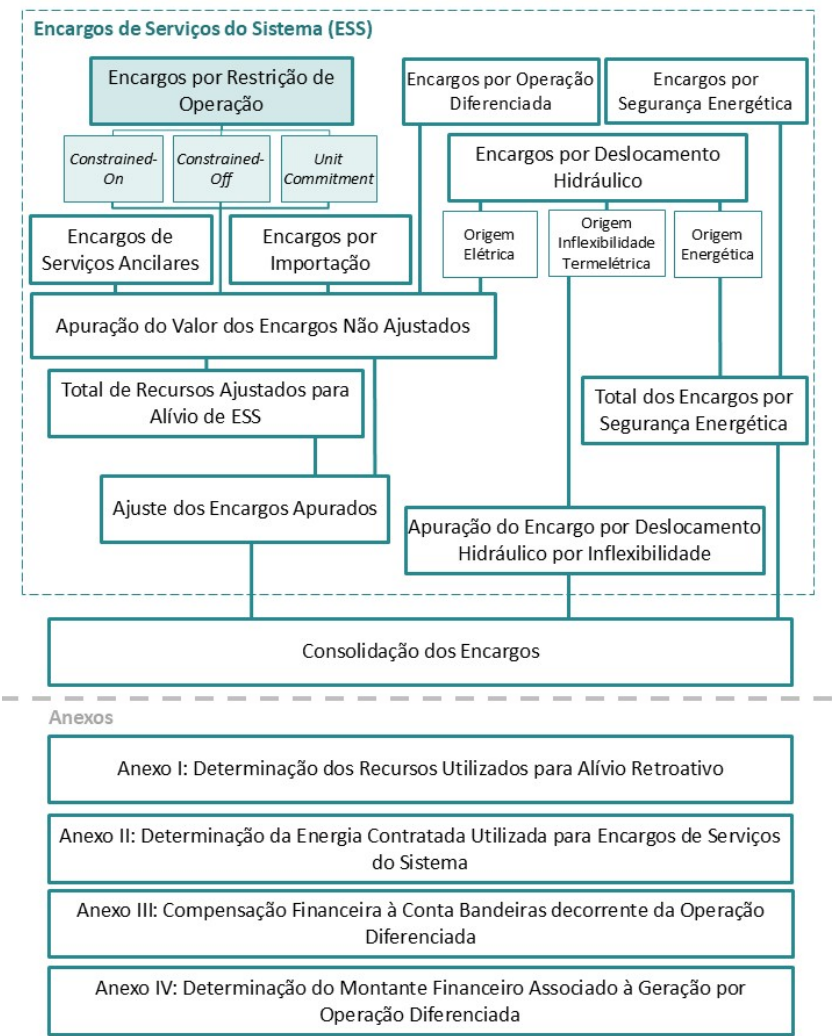 Encargos de Serviços do Sistema (ESS)
Encargos por Restrição de
Operação
Constrained-
On
Constrained-
Off
Unit
Commitment
Encargos por Operação
Diferenciada
Encargos por
Segurança Energética
Encargos por Deslocamento
Hidráulico
Origem
Elétrica
Origem
Inflexibilidade
Termelétrica
Origem
Energética
Encargos de
Serviços Ancilares
Encargos por
Importação
Apuração do Valor dos Encargos Não Ajustados
Total de Recursos Ajustados para
Alívio de ESS
Total dos Encargos por
Segurança Energética
Ajuste dos Encargos Apurados
Apuração do Encargo por Deslocamento
Hidráulico por Inflexibilidade
Consolidação dos Encargos
Anexos
Anexo I: Determinação dos Recursos Utilizados para Alívio Retroativo
Anexo II: Determinação da Energia Contratada Utilizada para Encargos de Serviços
do Sistema
Anexo III: Compensação Financeira à Conta Bandeiras decorrente da Operação
Diferenciada
Anexo IV: Determinação do Montante Financeiro Associado à Geração por
Operação Diferenciada